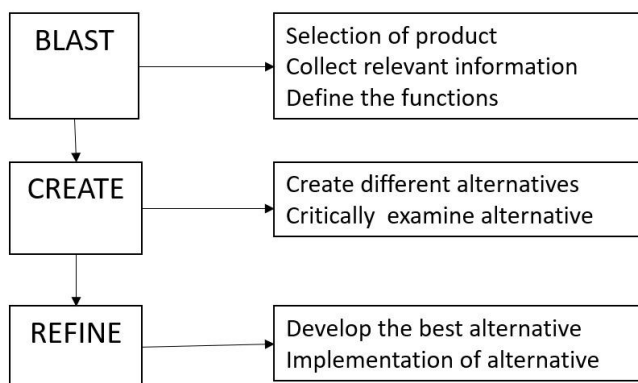 BLAST
Selection of product
Collect relevant information
Define the functions
CREATE
Create different alternatives
Critically examine alternative
REFINE
Develop the best alternative
Implementation of alternative